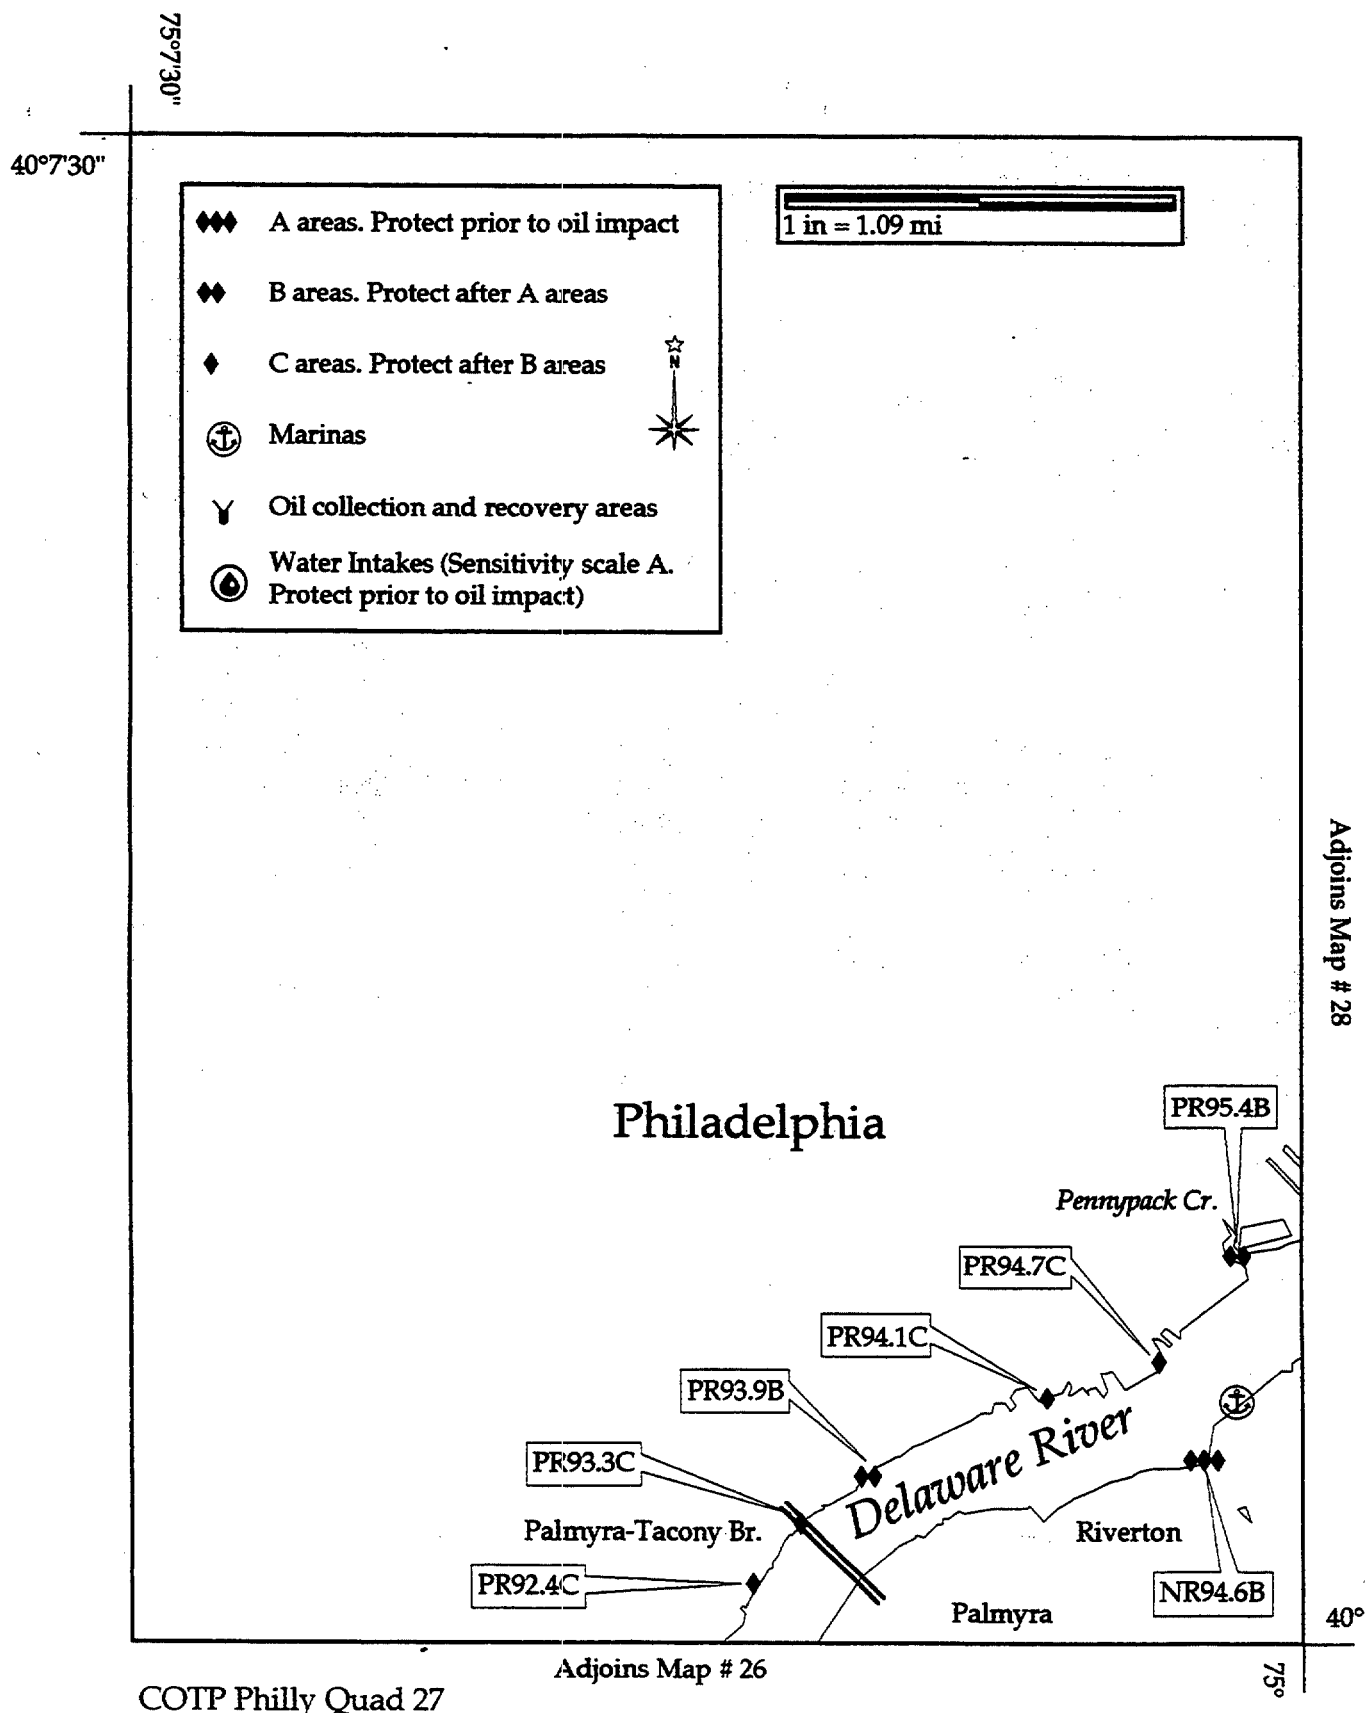 75°7'30"
40°7'30"
A areas. Protect prior to oil impact
B areas. Protect after A areas
C areas. Protect after B areas
N
Marinas
Oil collection and recovery areas
Water Intakes (Sensitivity scale A.
Protect prior to oil impact)
1 in = 1.09 mi
Adjoins Map # 28
Philadelphia
PR95.4B
Pennypack Cr.
PR94.7C
PR94.1C
PR93.9B
PR93.3C
Delaware River
Palmyra-Tacony Br.
Riverton
PR92.4C
NR94.6B
Palmyra
40°
75°
Adjoins Map # 26
COTP Philly Quad 27